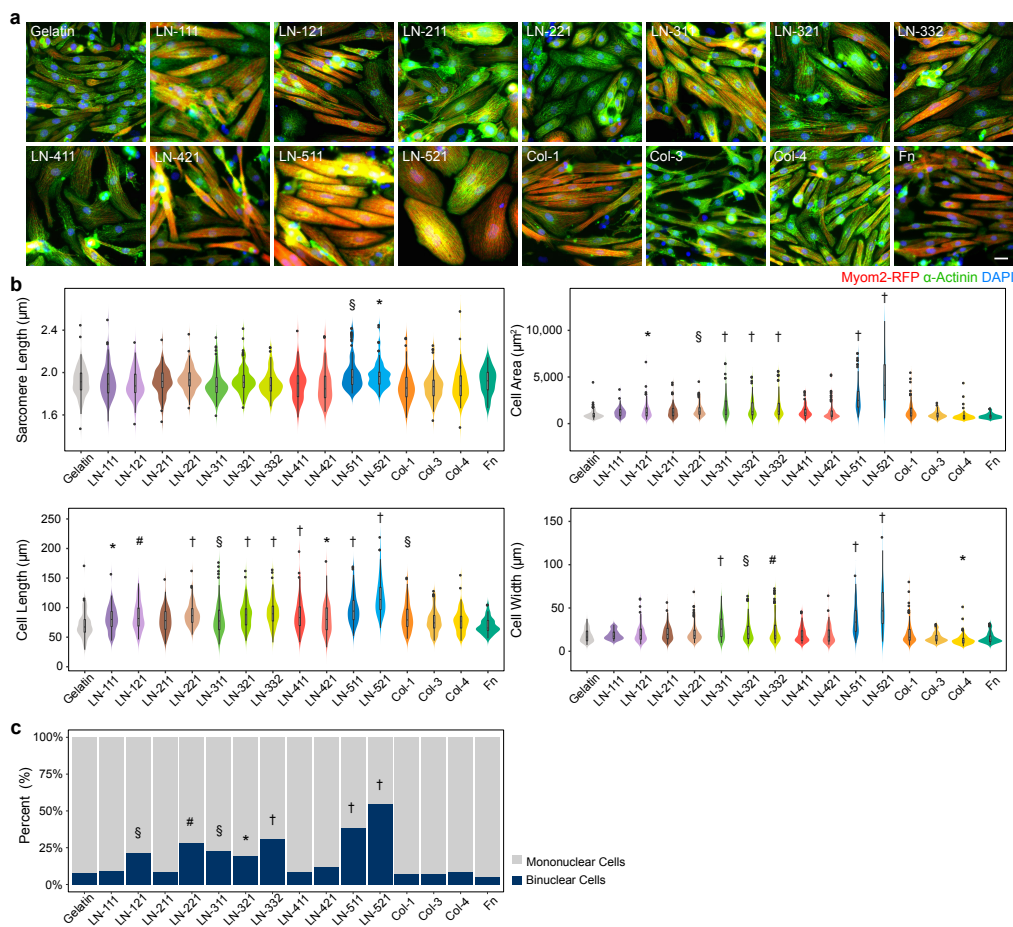 a
Gelatin LN-111 LN-121 LN-211 LN-221 LN-311 LN-321 LN-332
LN-411 LN-421 LN-511 LN-521 Col-1 Col-3 Col-4 Fn
Myom2-RFP α-Actinin DAPI
b
Sarcomere Length (µm)
2.4
2.0
1.6
§ *
Gelatin LN-111 LN-121 LN-211 LN-221 LN-311 LN-321 LN-332 LN-411 LN-421 LN-511 LN-521 Col-1 Col-3 Col-4 Fn
Cell Area (µm²)
10,000
5,000
0
* § † † † † †
Gelatin LN-111 LN-121 LN-211 LN-221 LN-311 LN-321 LN-332 LN-411 LN-421 LN-511 LN-521 Col-1 Col-3 Col-4 Fn
Cell Length (µm)
250
200
150
100
50
0
* # † § † † † * † † §
Gelatin LN-111 LN-121 LN-211 LN-221 LN-311 LN-321 LN-332 LN-411 LN-421 LN-511 LN-521 Col-1 Col-3 Col-4 Fn
Cell Width (µm)
150
100
50
0
† § # † † *
Gelatin LN-111 LN-121 LN-211 LN-221 LN-311 LN-321 LN-332 LN-411 LN-421 LN-511 LN-521 Col-1 Col-3 Col-4 Fn
c
Percent (%)
100%
75%
50%
25%
0%
§ # § * † † †
Mononuclear Cells
Binuclear Cells
Gelatin LN-111 LN-121 LN-211 LN-221 LN-311 LN-321 LN-332 LN-411 LN-421 LN-511 LN-521 Col-1 Col-3 Col-4 Fn